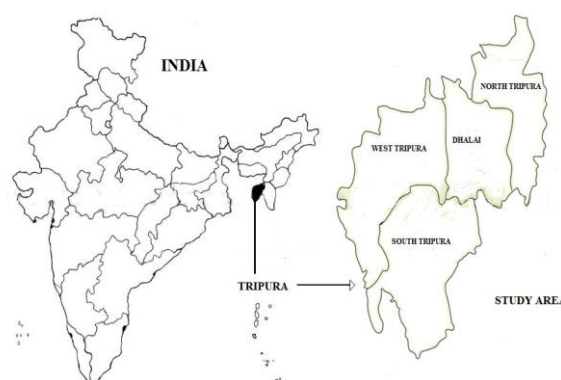 INDIA
TRIPURA
NORTH TRIPURA
WEST TRIPURA
DHALAI
SOUTH TRIPURA
STUDY AREA